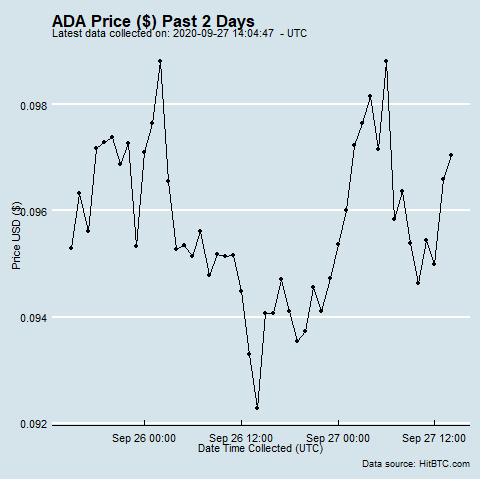 ADA Price ($) Past 2 Days
Latest data collected on: 2020-09-27 14:04:47 - UTC
Price USD ($)
0.098
0.096
0.094
0.092
Sep 26 00:00 Sep 26 12:00 Sep 27 00:00 Sep 27 12:00
Date Time Collected (UTC)
Data source: HitBTC.com